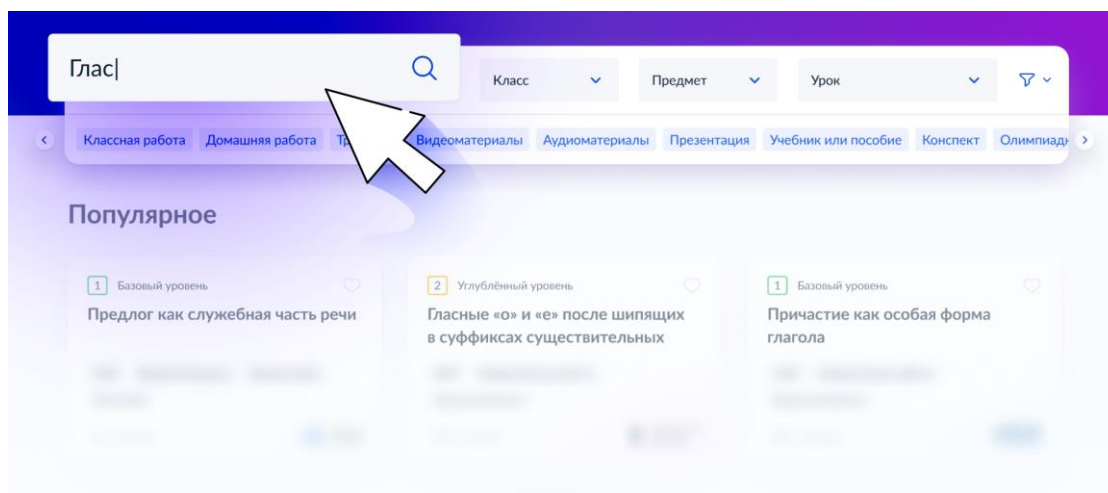 Глас
Класс
Предмет
Урок
Классная работа Домашняя работа Видеоматериалы Аудиоматериалы Презентация Учебник или пособие Конспект
Популярное
1 Базовый уровень
Предлог как служебная часть речи
2 Углублённый уровень
Гласные «о» и «е» после шипящих
в суффиксах существительных
1 Базовый уровень
Причастие как особая форма
глагола